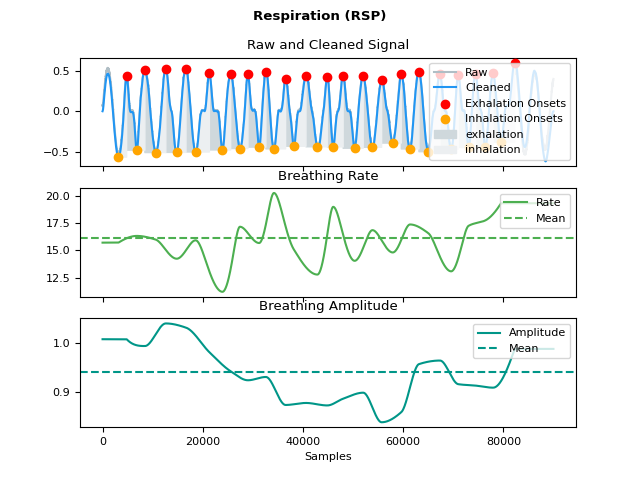 Respiration (RSP)
Raw and Cleaned Signal
0.5
0.0
−0.5
Raw
Cleaned
Exhalation Onsets
Inhalation Onsets
exhalation
inhalation
Breathing Rate
20.0
17.5
15.0
12.5
Rate
Mean
Breathing Amplitude
1.0
0.9
Amplitude
Mean
0 20000 40000 60000 80000
Samples